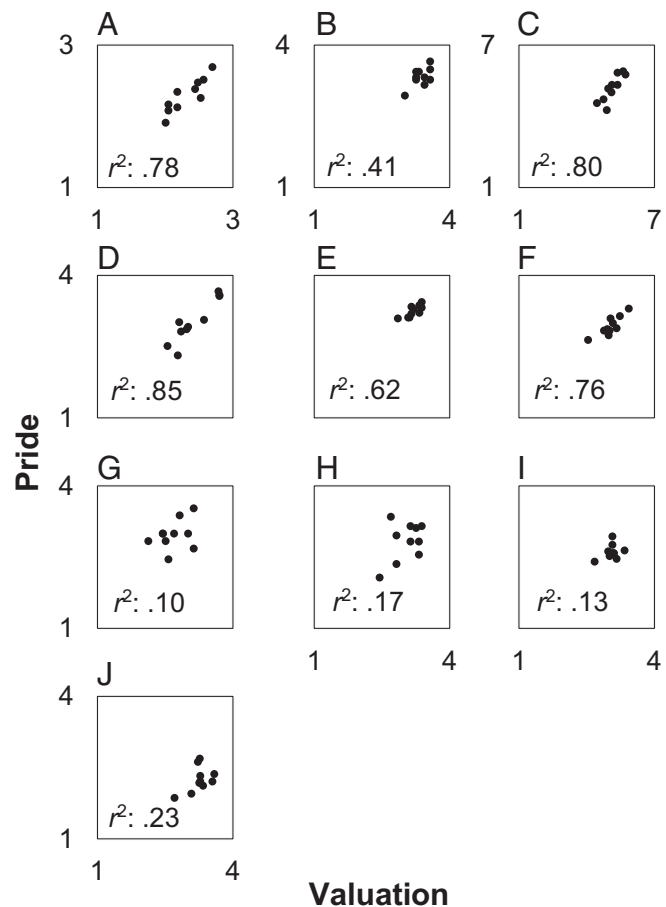 A B C
3 4 7
r²: .78 r²: .41 r²: .80
1 1 1
1 3 1 4 1 7
D E F
4
r²: .85 r²: .62 r²: .76
1
Pride
G H I
4
r²: .10 r²: .17 r²: .13
1
1 4 1 4
J
4
r²: .23
1
1 4
Valuation